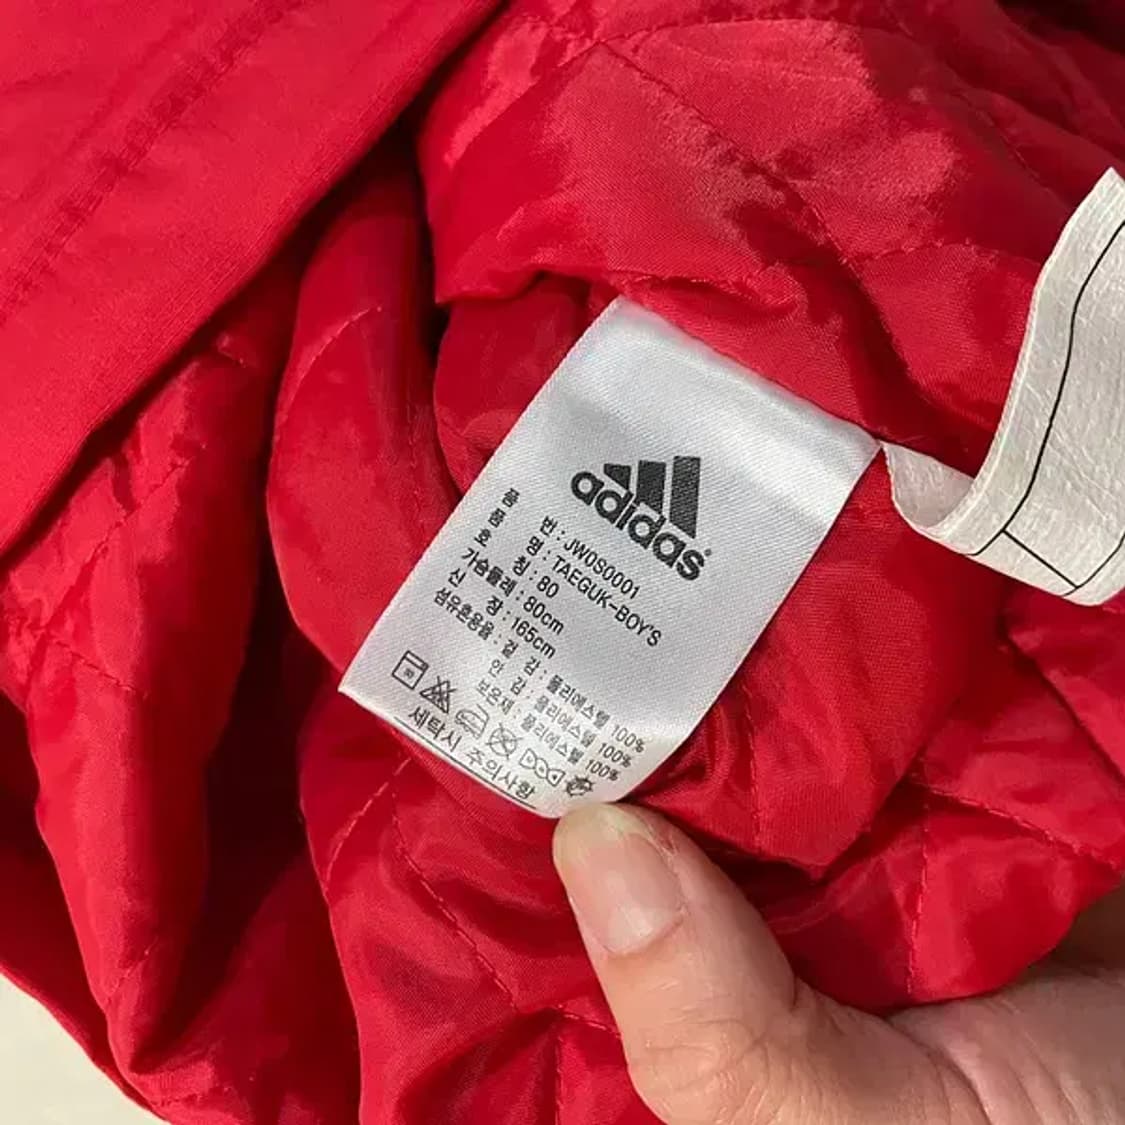 adidas
품 번 : JW0S0001
품 명 : TAEGUK-BOY'S
호 칭 : 80
가슴둘레 : 80cm
신 장 : 165cm
섬유혼용율 : 겉 감 : 폴리에스텔 100%
안 감 : 폴리에스텔 100%
보온재 : 폴리에스텔 100%
세탁시 주의사항